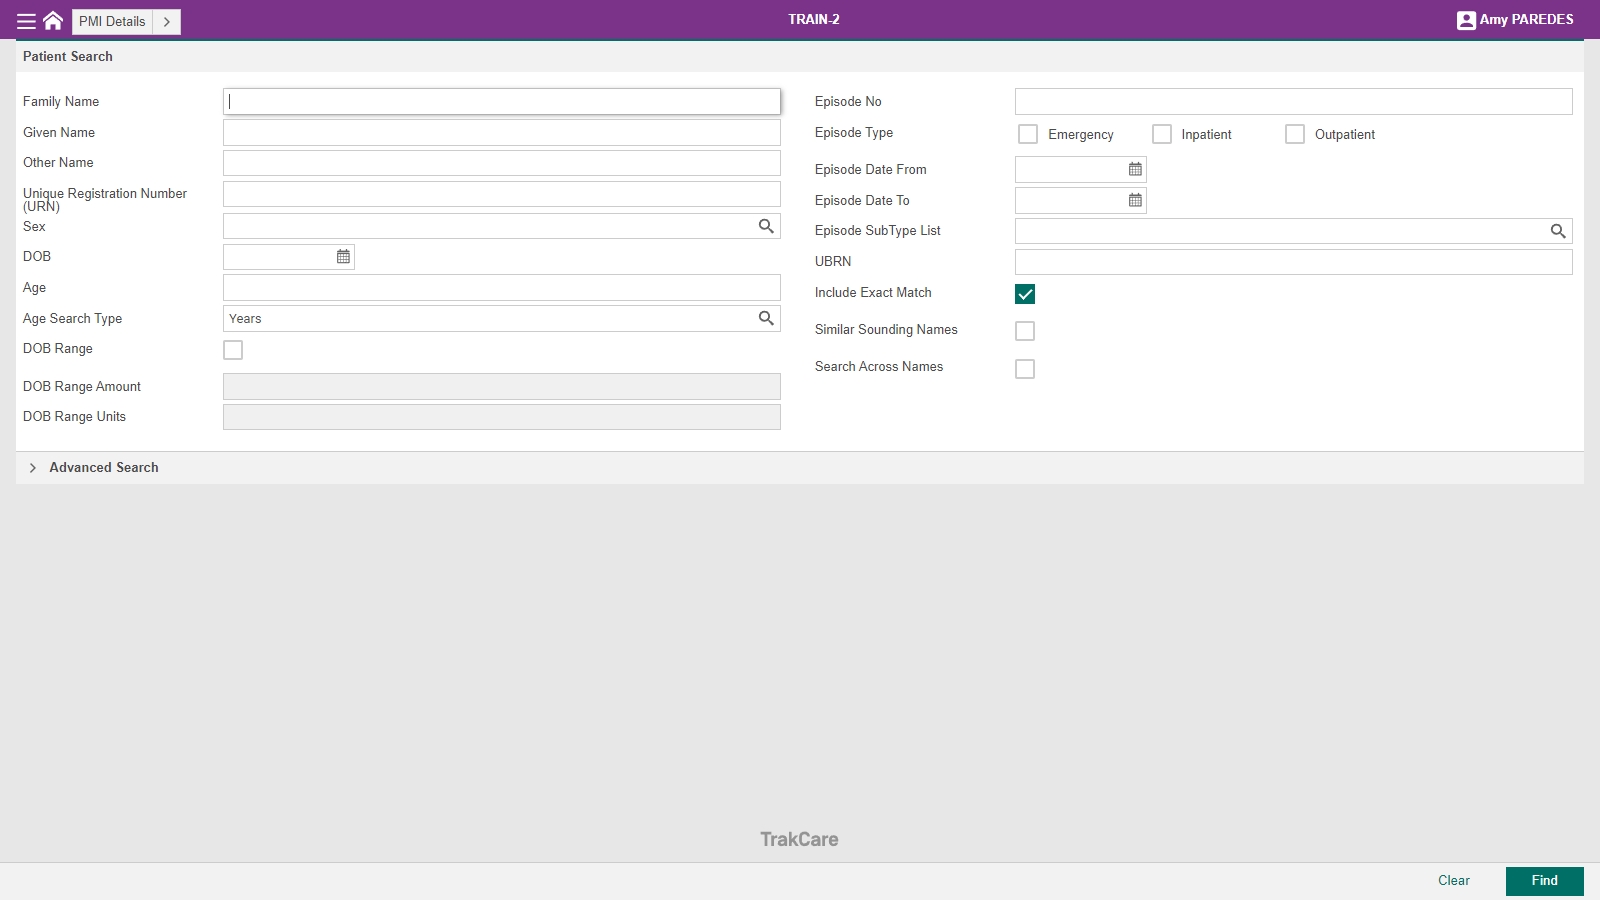 PMI Details
TRAIN-2
Amy PAREDES
Patient Search
Family Name
Given Name
Other Name
Unique Registration Number
(URN)
Sex
DOB
Age
Age Search Type
Years
DOB Range
DOB Range Amount
DOB Range Units
Episode No
Episode Type
Emergency
Inpatient
Outpatient
Episode Date From
Episode Date To
Episode SubType List
UBRN
Include Exact Match
Similar Sounding Names
Search Across Names
Advanced Search
TrakCare
Clear
Find